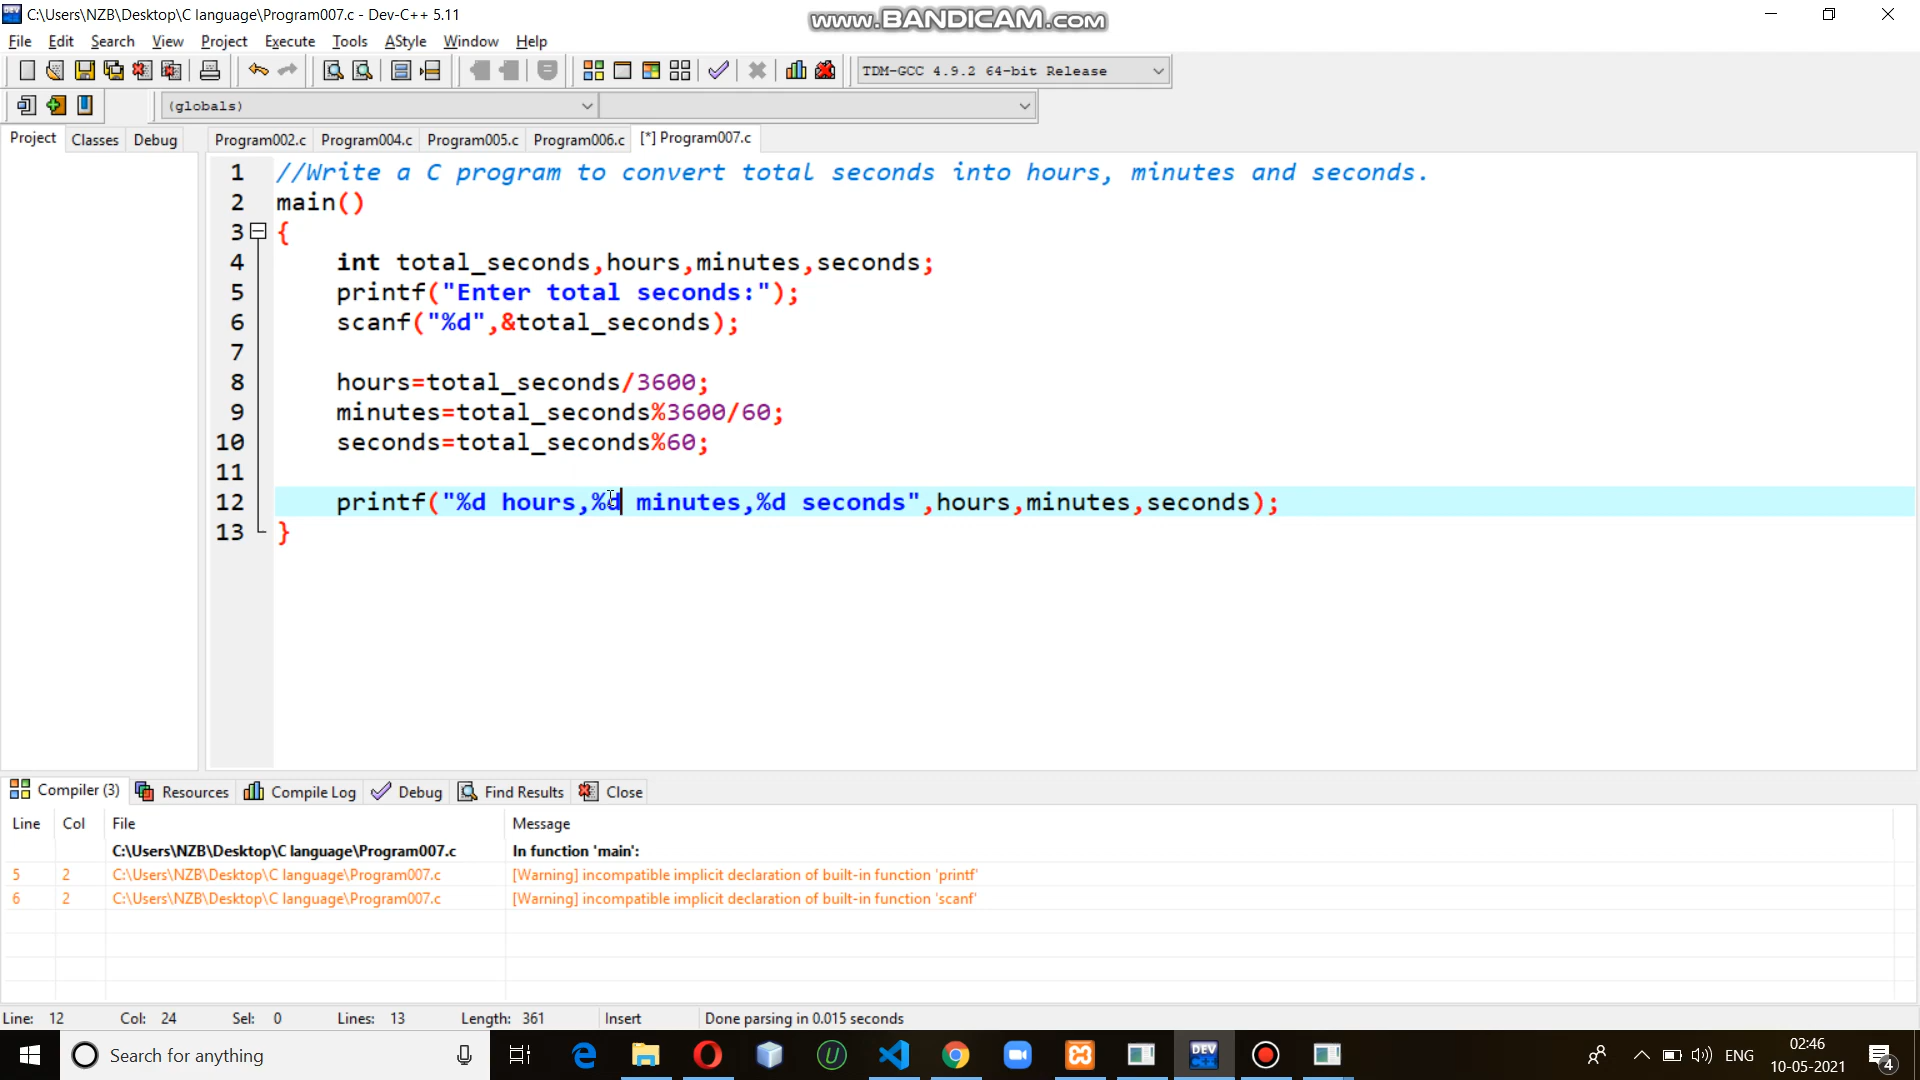 C:\Users\NZB\Desktop\C language\Program007.c - Dev-C++ 5.11
www.BANDICAM.com
File Edit Search View Project Execute Tools AStyle Window Help
TDM-GCC 4.9.2 64-bit Release
(globals)
Project Classes Debug Program002.c Program004.c Program005.c Program006.c [*] Program007.c
1 //Write a C program to convert total seconds into hours, minutes and seconds.
2 main()
3 {
4 int total_seconds,hours,minutes,seconds;
5 printf("Enter total seconds:");
6 scanf("%d",&total_seconds);
7
8 hours=total_seconds/3600;
9 minutes=total_seconds%3600/60;
10 seconds=total_seconds%60;
11
12 printf("%d hours,%d minutes,%d seconds",hours,minutes,seconds);
13 }
Compiler (3) Resources Compile Log Debug Find Results Close
Line Col File Message
C:\Users\NZB\Desktop\C language\Program007.c In function 'main':
5 2 C:\Users\NZB\Desktop\C language\Program007.c [Warning] incompatible implicit declaration of built-in function 'printf'
6 2 C:\Users\NZB\Desktop\C language\Program007.c [Warning] incompatible implicit declaration of built-in function 'scanf'
Line: 12 Col: 24 Sel: 0 Lines: 13 Length: 361 Insert Done parsing in 0.015 seconds
Search for anything
DEV C++
ENG
02:46
10-05-2021
4